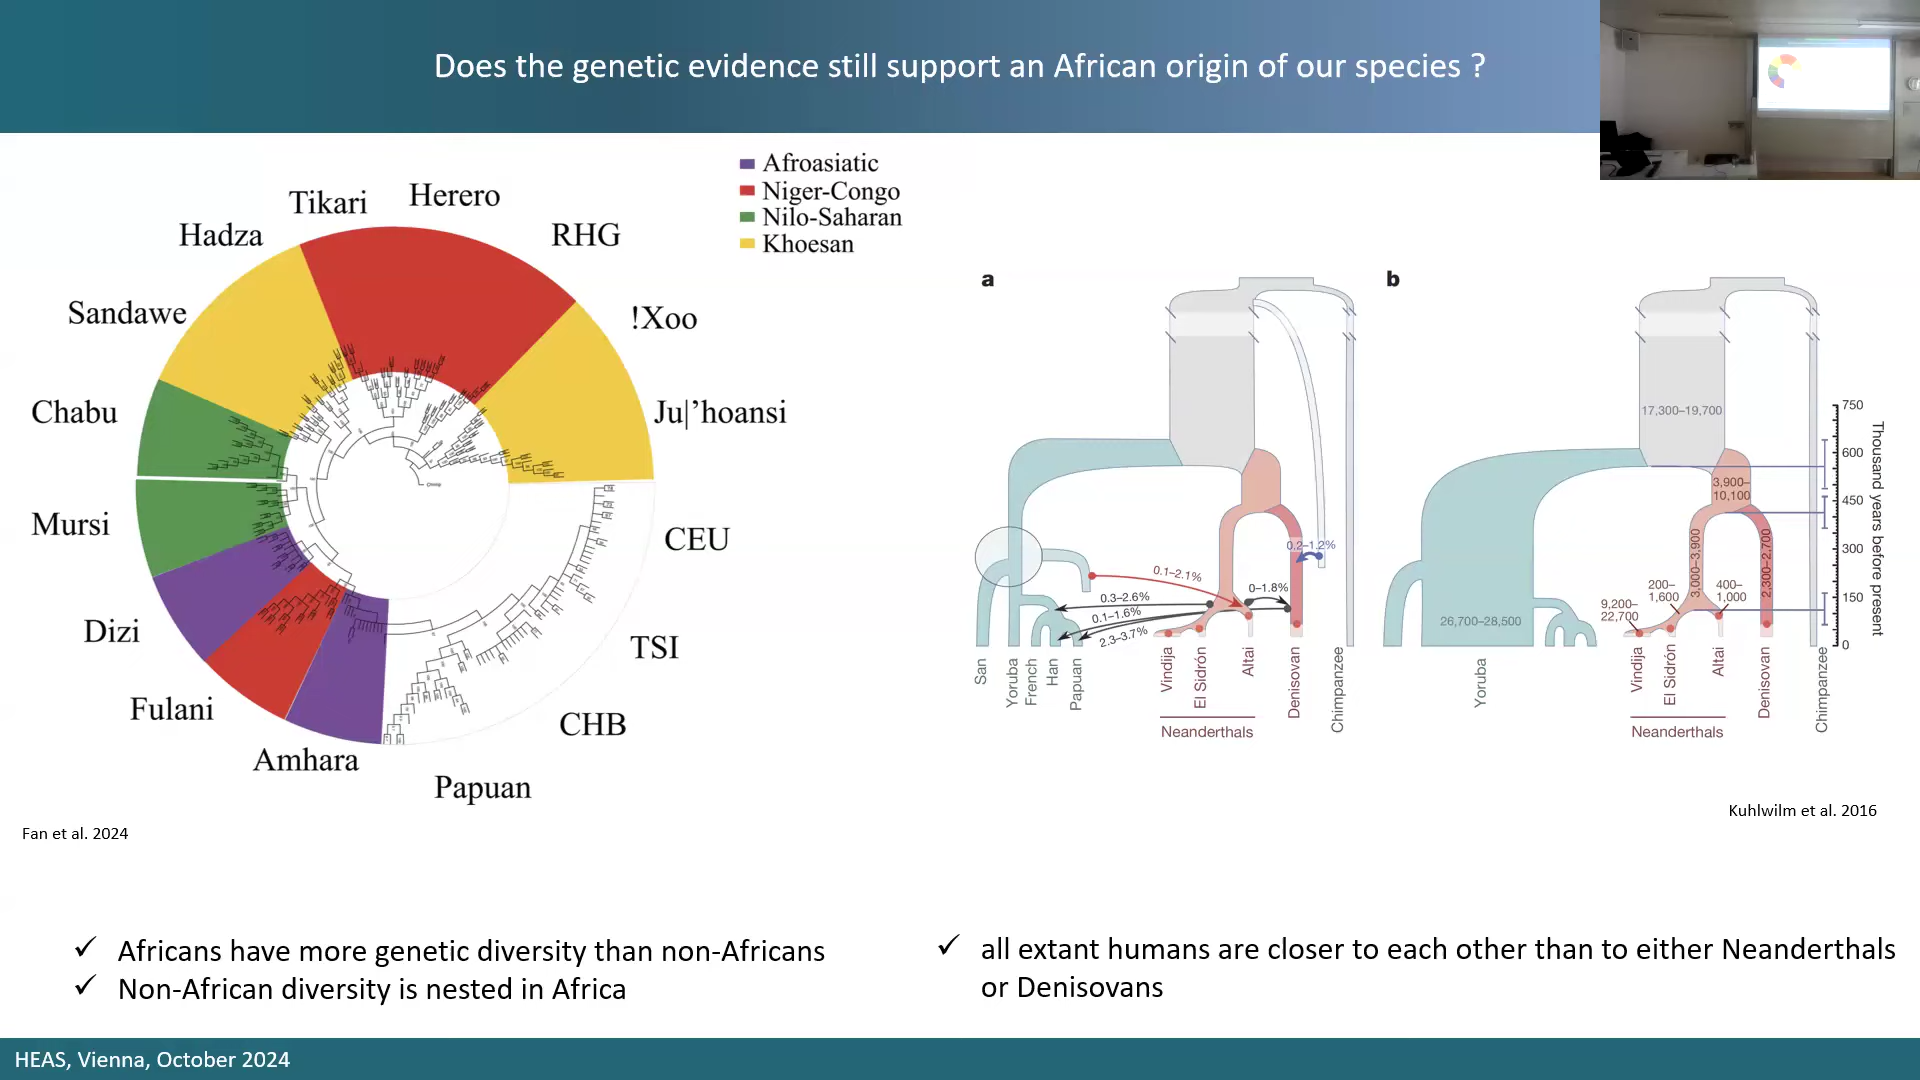 Does the genetic evidence still support an African origin of our species ?
Afroasiatic
Niger-Congo
Nilo-Saharan
Khoesan
Tikari
Herero
Hadza
RHG
Sandawe
!Xoo
Chabu
Ju|'hoansi
Mursi
CEU
Dizi
TSI
Fulani
CHB
Amhara
Papuan
Chimp
Fan et al. 2024
a
0.2–1.2%
0.1–2.1%
0–1.8%
0.3–2.6%
0.1–1.6%
2.3–3.7%
San
Yoruba
French
Han
Papuan
Vindija
El Sidrón
Altai
Denisovan
Chimpanzee
Neanderthals
b
17,300–19,700
3,900–
10,100
3,000–3,900
2,300–2,700
200–
1,600
400–
1,000
9,200–
22,700
26,700–28,500
Yoruba
Vindija
El Sidrón
Altai
Denisovan
Chimpanzee
Neanderthals
750
600
450
300
150
0
Thousand years before present
Kuhlwilm et al. 2016
✓ Africans have more genetic diversity than non-Africans
✓ Non-African diversity is nested in Africa
✓ all extant humans are closer to each other than to either Neanderthals
or Denisovans
HEAS, Vienna, October 2024